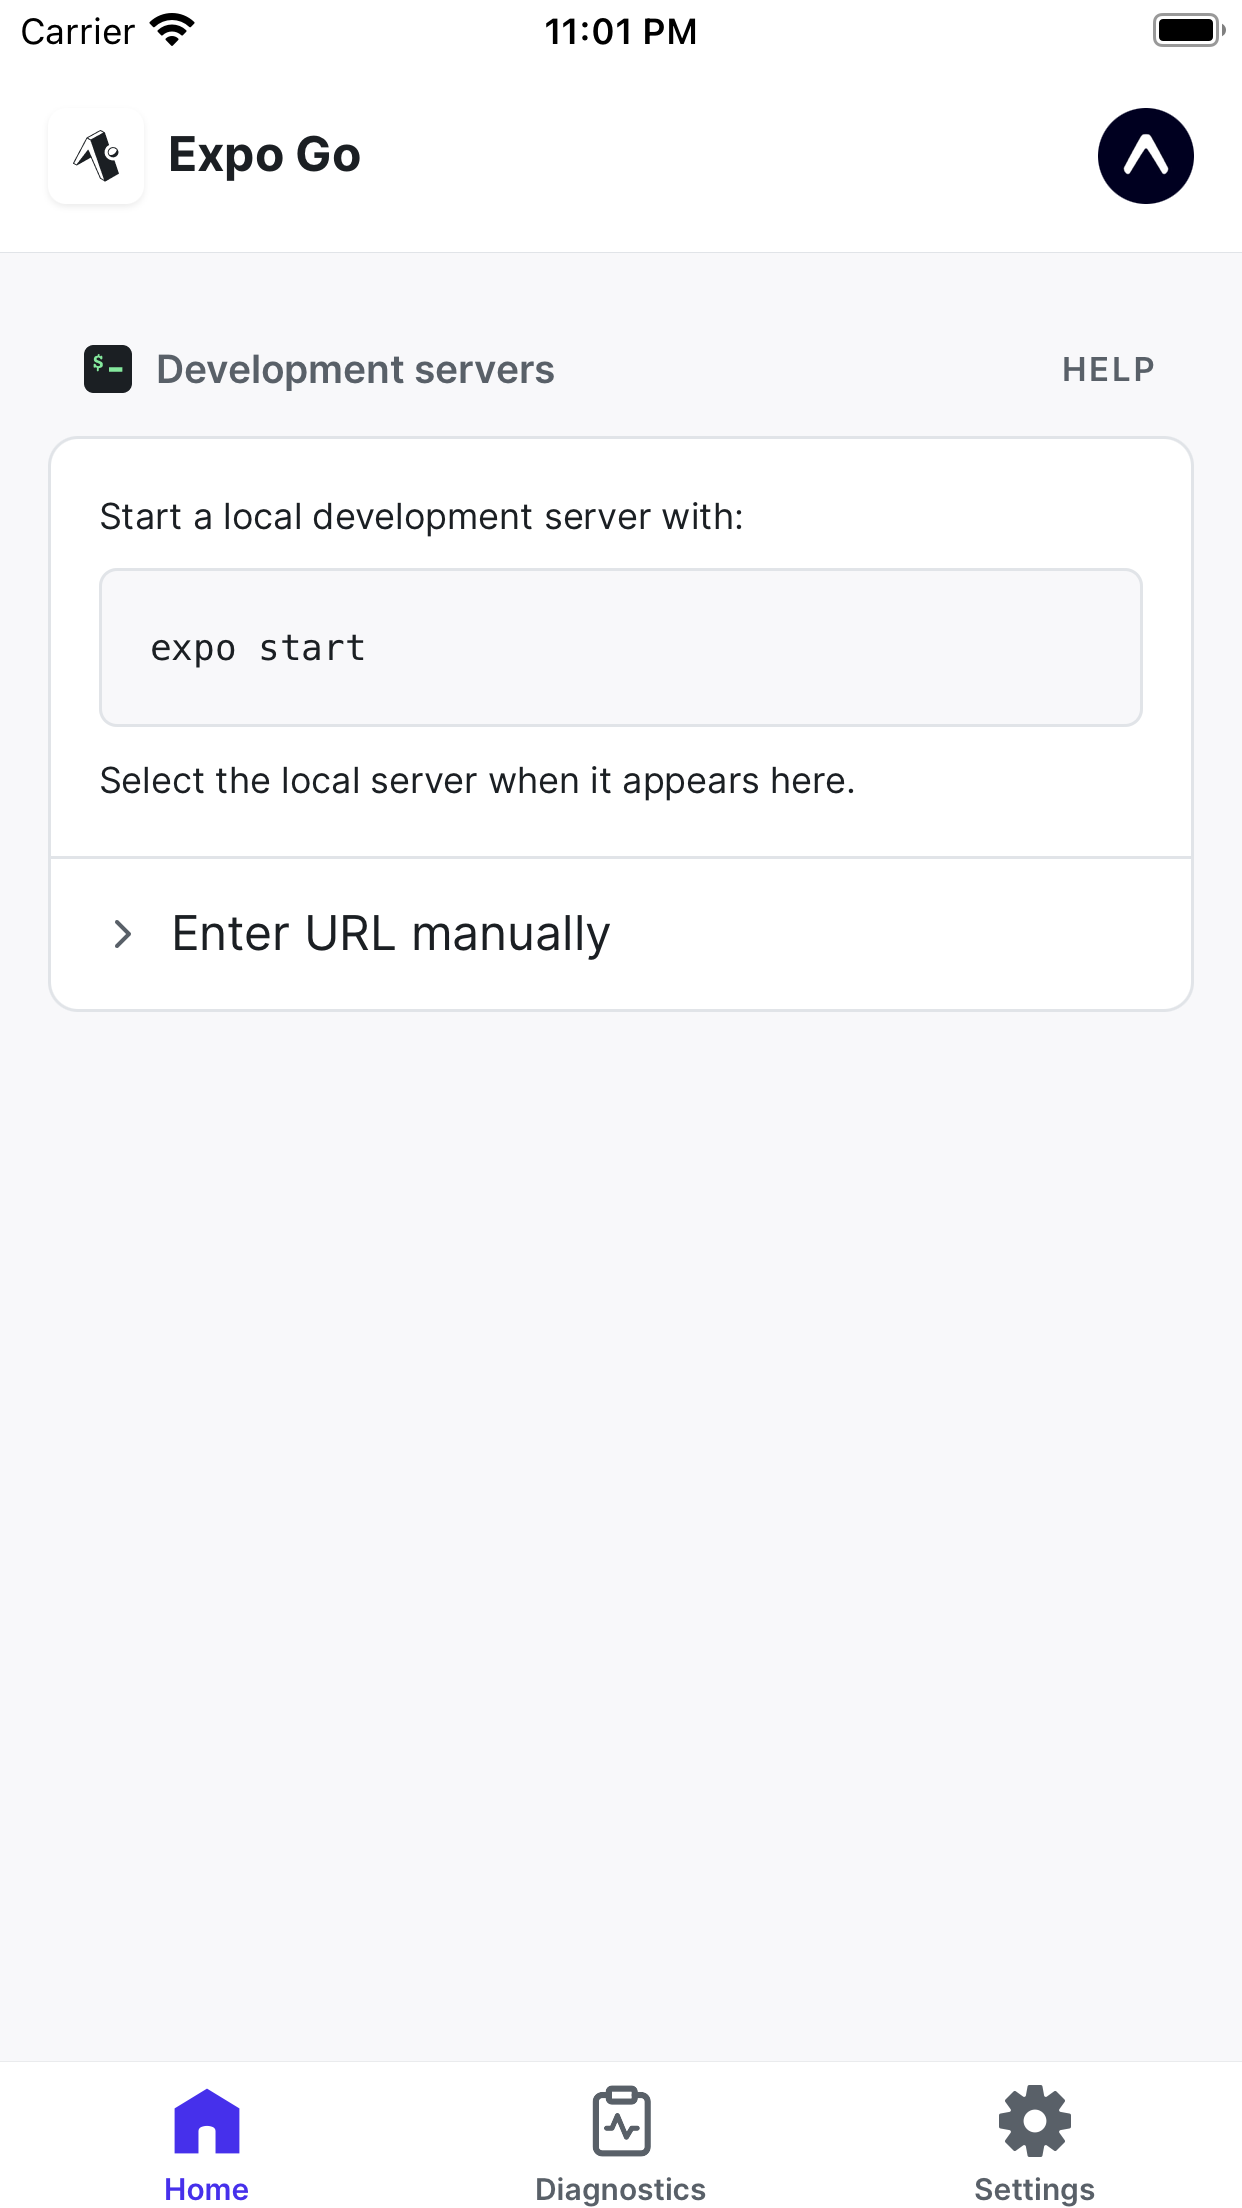 Carrier
11:01 PM
Expo Go
$
Development servers
HELP
Start a local development server with:
expo start
Select the local server when it appears here.
Enter URL manually
Home
Diagnostics
Settings